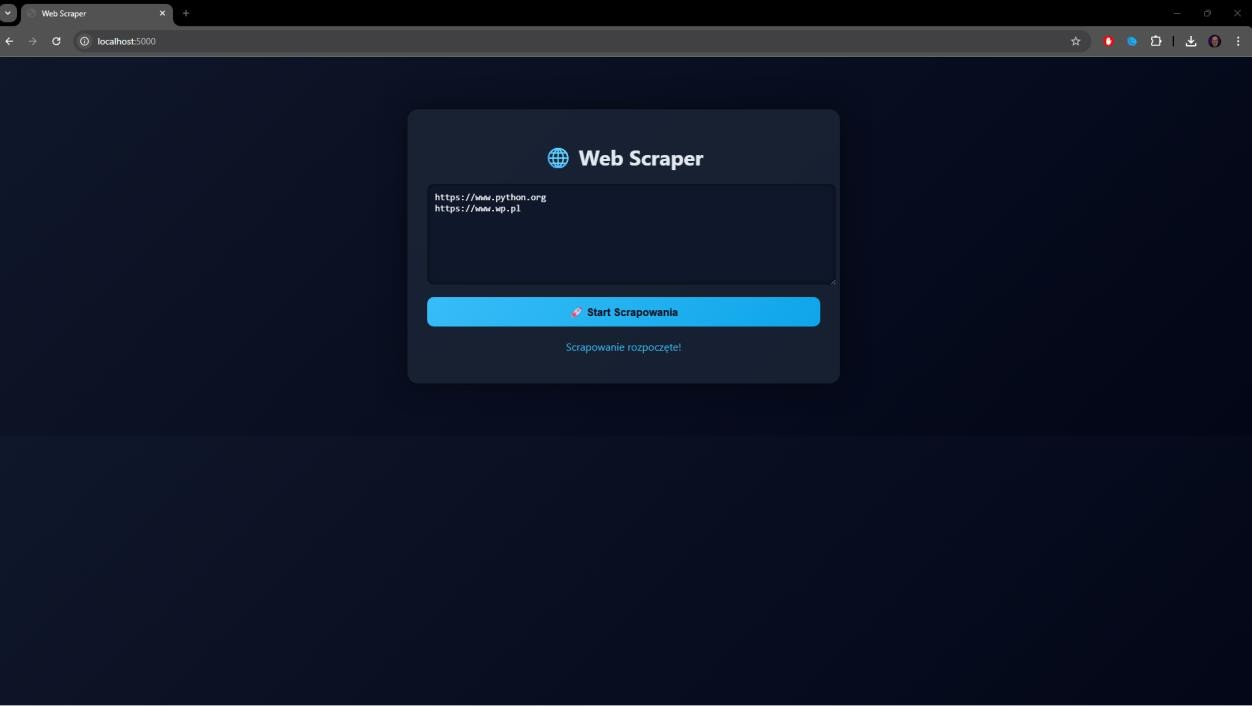 Web Scraper
localhost:5000
Web Scraper
https://www.python.org
https://www.wp.pl
Start Scrapowania
Scrapowanie rozpoczęte!